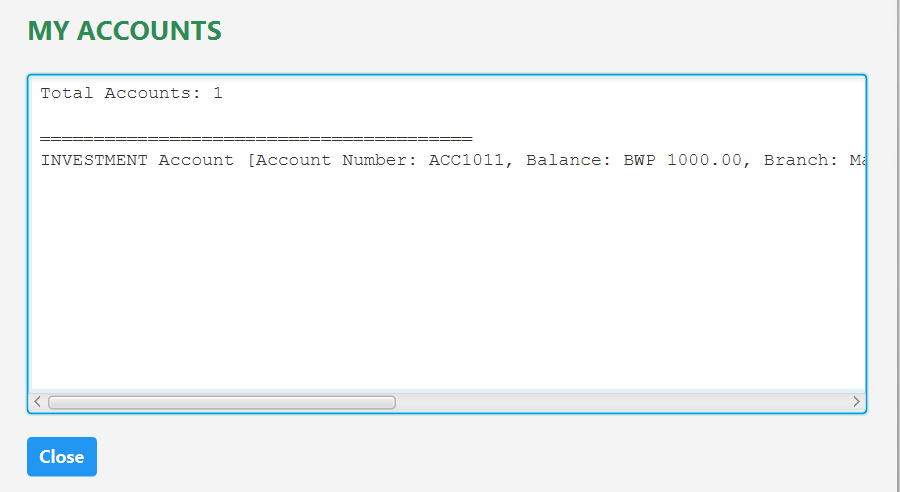 MY ACCOUNTS
Total Accounts: 1
========================================
INVESTMENT Account [Account Number: ACC1011, Balance: BWP 1000.00, Branch:
Close